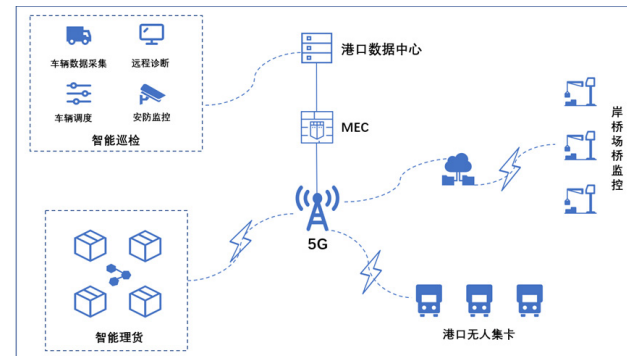 车辆数据采集
远程诊断
车辆调度
安防监控
智能巡检
港口数据中心
MEC
5G
岸桥场桥监控
智能理货
港口无人集卡